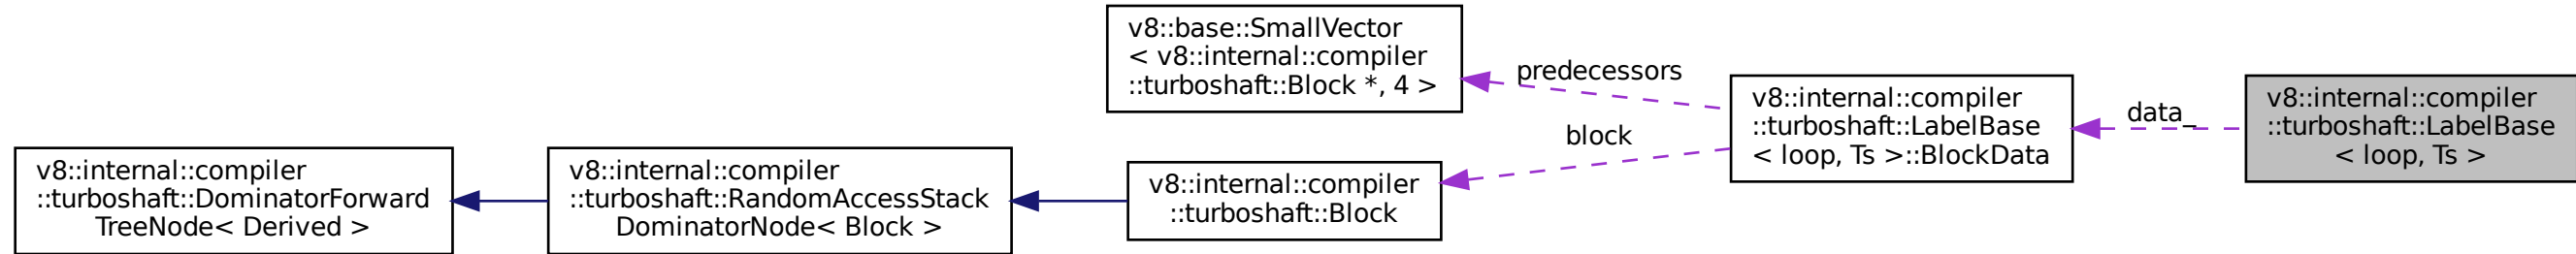 v8::base::SmallVector
< v8::internal::compiler
::turboshaft::Block *, 4 >
predecessors
block
v8::internal::compiler
::turboshaft::LabelBase
< loop, Ts >::BlockData
data_
v8::internal::compiler
::turboshaft::LabelBase
< loop, Ts >
v8::internal::compiler
::turboshaft::DominatorForward
TreeNode< Derived >
v8::internal::compiler
::turboshaft::RandomAccessStack
DominatorNode< Block >
v8::internal::compiler
::turboshaft::Block